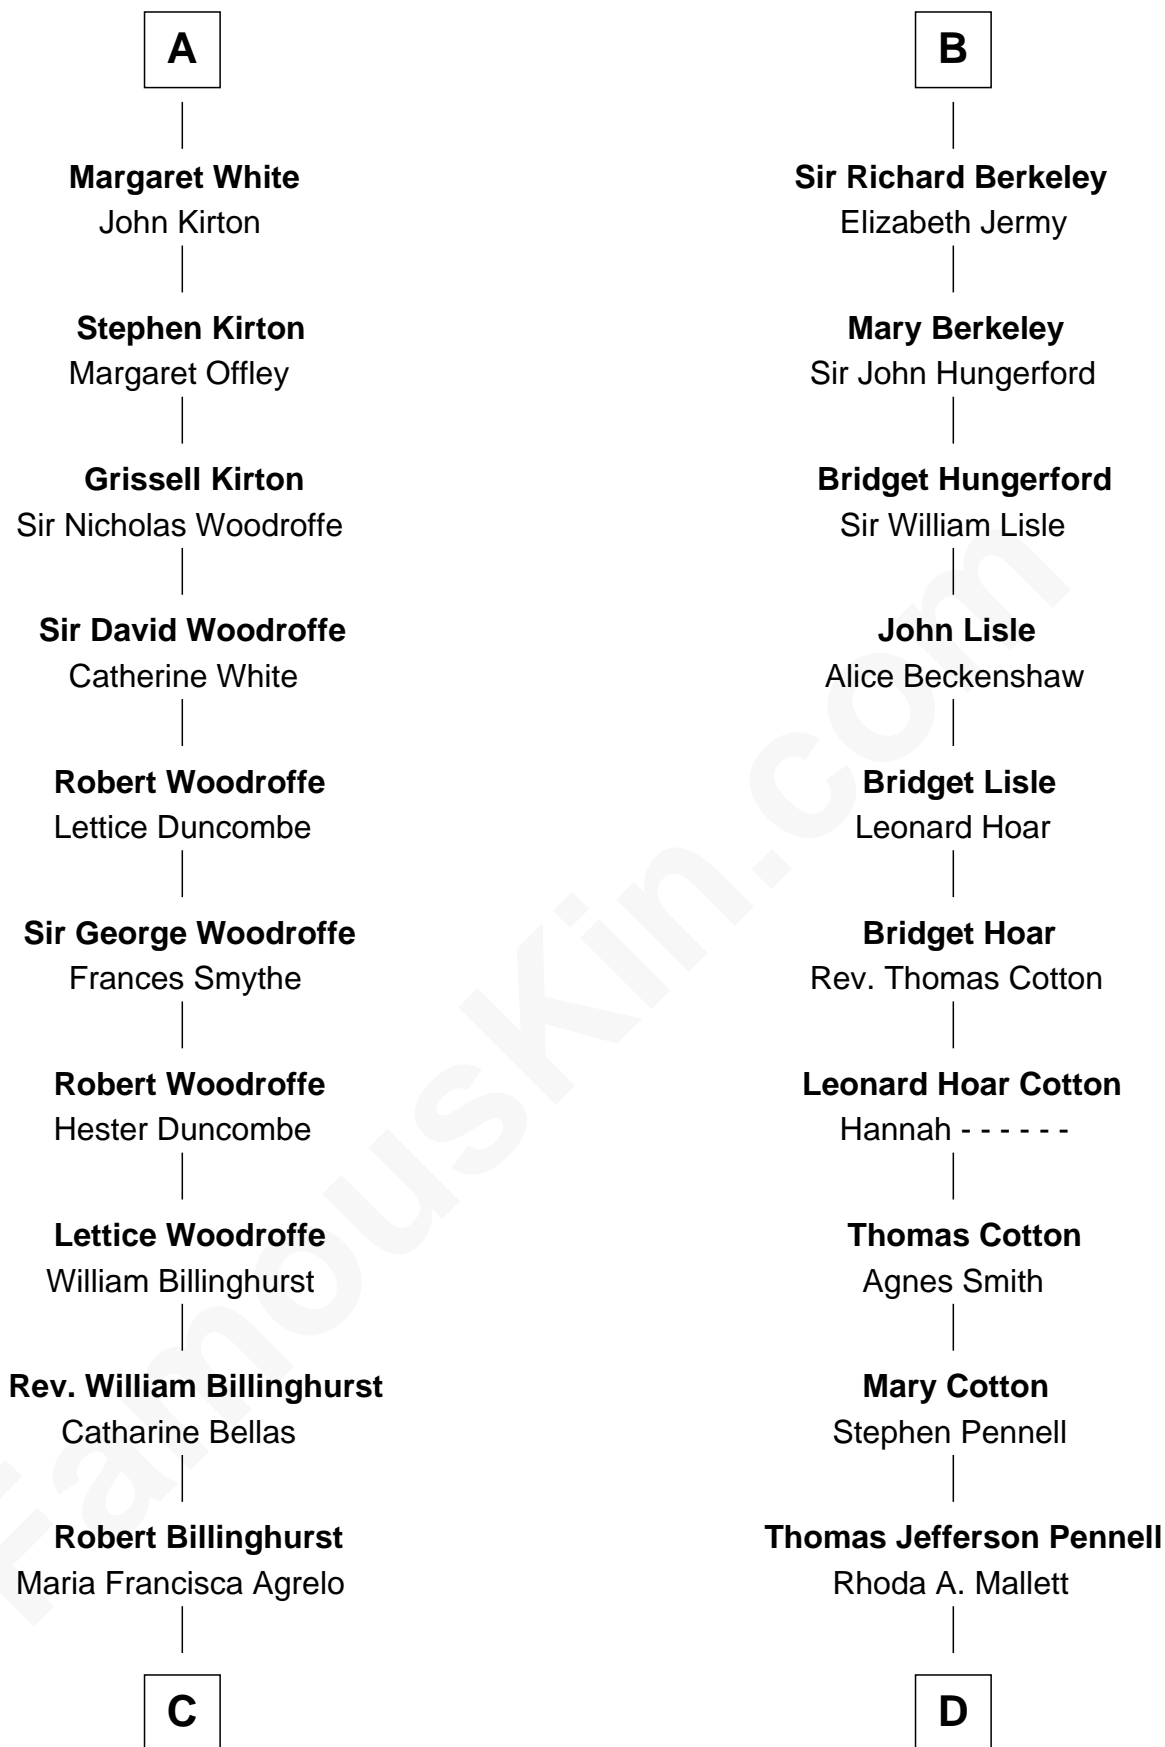 A
Margaret White
John Kirton
Stephen Kirton
Margaret Offley
Grissell Kirton
Sir Nicholas Woodroffe
Sir David Woodroffe
Catherine White
Robert Woodroffe
Lettice Duncombe
Sir George Woodroffe
Frances Smythe
Robert Woodroffe
Hester Duncombe
Lettice Woodroffe
William Billinghurst
Rev. William Billinghurst
Catharine Bellas
Robert Billinghurst
Maria Francisca Agrelo
C
B
Sir Richard Berkeley
Elizabeth Jermy
Mary Berkeley
Sir John Hungerford
Bridget Hungerford
Sir William Lisle
John Lisle
Alice Beckenshaw
Bridget Lisle
Leonard Hoar
Bridget Hoar
Rev. Thomas Cotton
Leonard Hoar Cotton
Hannah - - - - - -
Thomas Cotton
Agnes Smith
Mary Cotton
Stephen Pennell
Thomas Jefferson Pennell
Rhoda A. Mallett
D
FamousKin.com